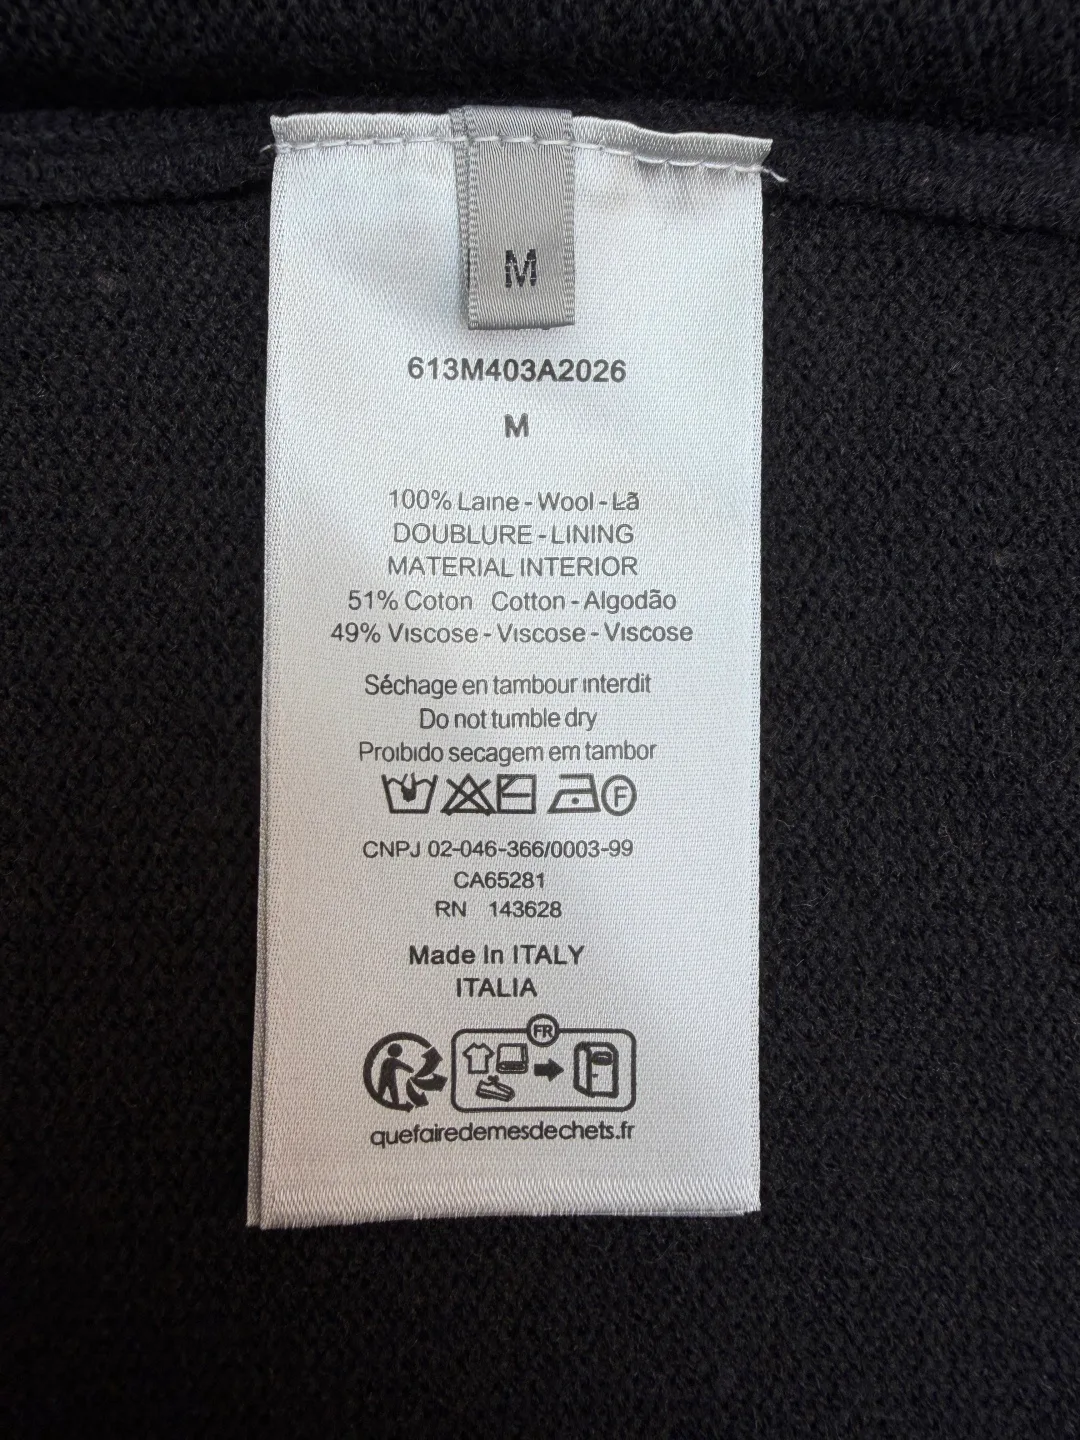 M
613M403A2026
M
100% Laine - Wool - Lã
DOUBLURE - LINING
MATERIAL INTERIOR
51% Coton Cotton - Algodão
49% Viscose - Viscose - Viscose
Séchage en tambour interdit
Do not tumble dry
Proibido secagem em tambor
F
CNPJ 02-046-366/0003-99
CA65281
RN 143628
Made In ITALY
ITALIA
FR
quefairedemesdechets.fr